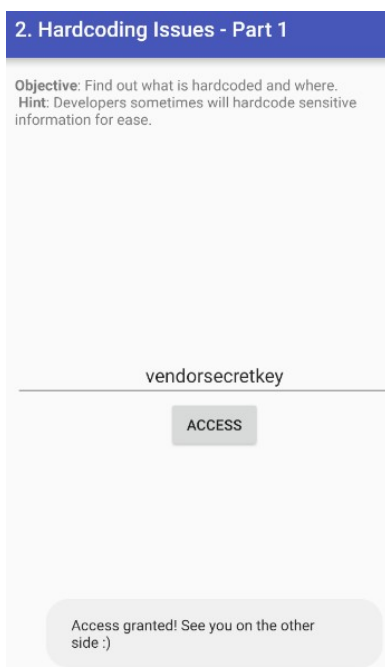 2. Hardcoding Issues - Part 1
Objective: Find out what is hardcoded and where.
Hint: Developers sometimes will hardcode sensitive
information for ease.
vendorsecretkey
ACCESS
Access granted! See you on the other
side :)